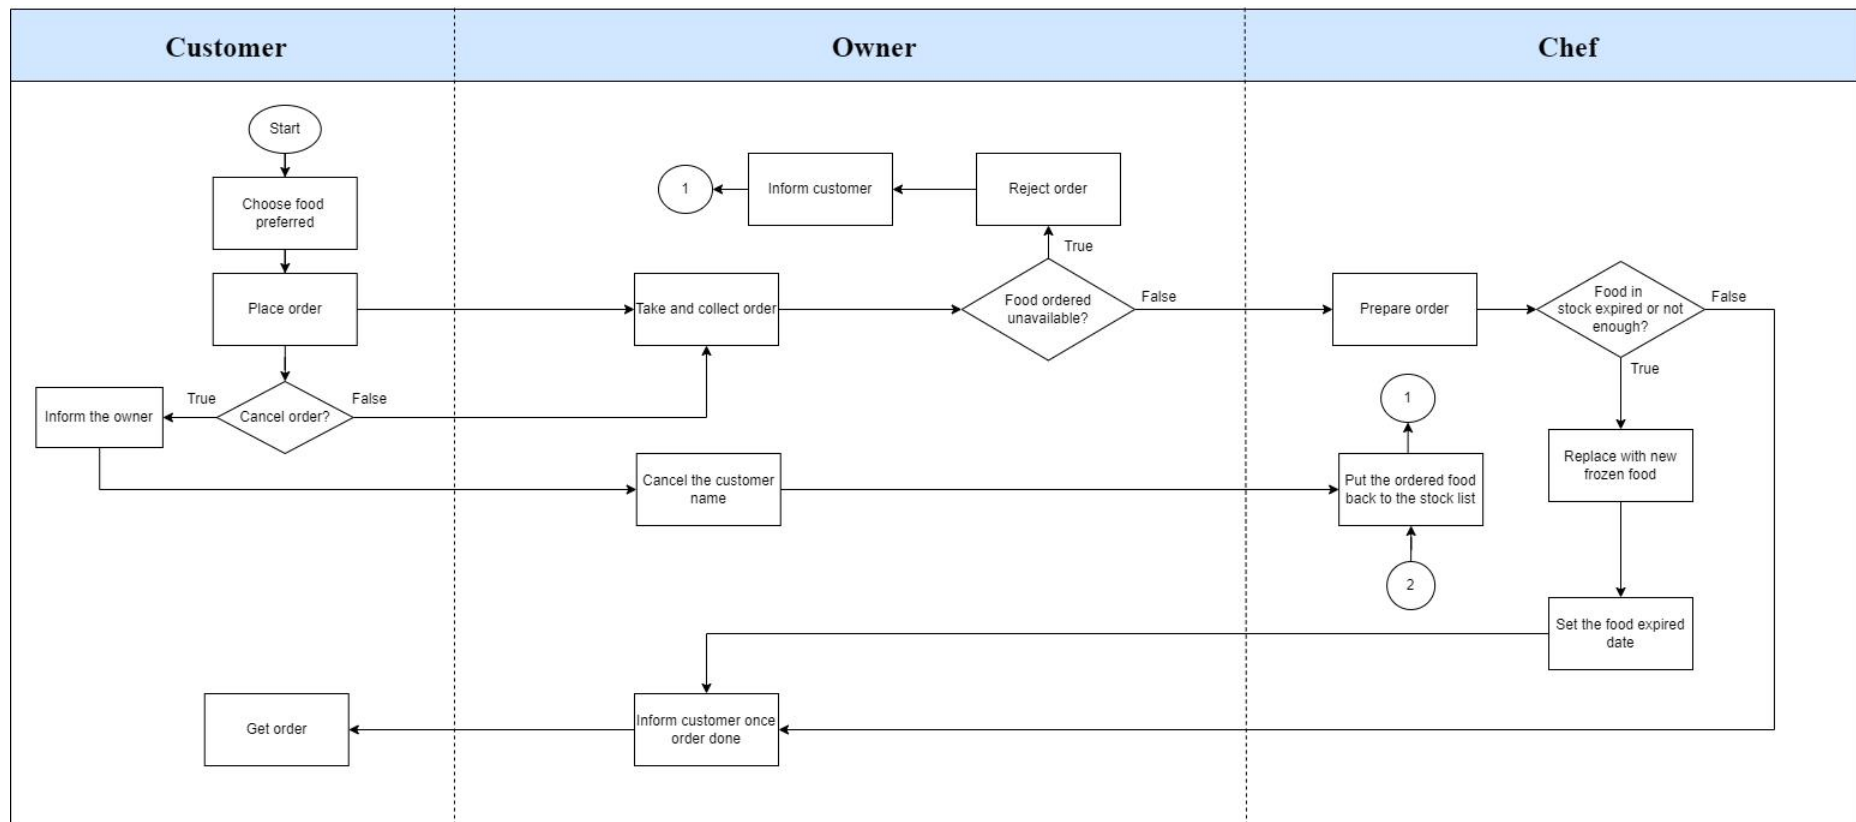 Customer
Owner
Chef
Start
Choose food
preferred
Place order
Cancel order?
True
False
Inform the owner
1
Inform customer
Reject order
True
Take and collect order
Food ordered
unavailable?
False
Cancel the customer
name
Prepare order
Food in
stock expired or not
enough?
False
True
1
Put the ordered food
back to the stock list
2
Replace with new
frozen food
Set the food expired
date
Inform customer once
order done
Get order